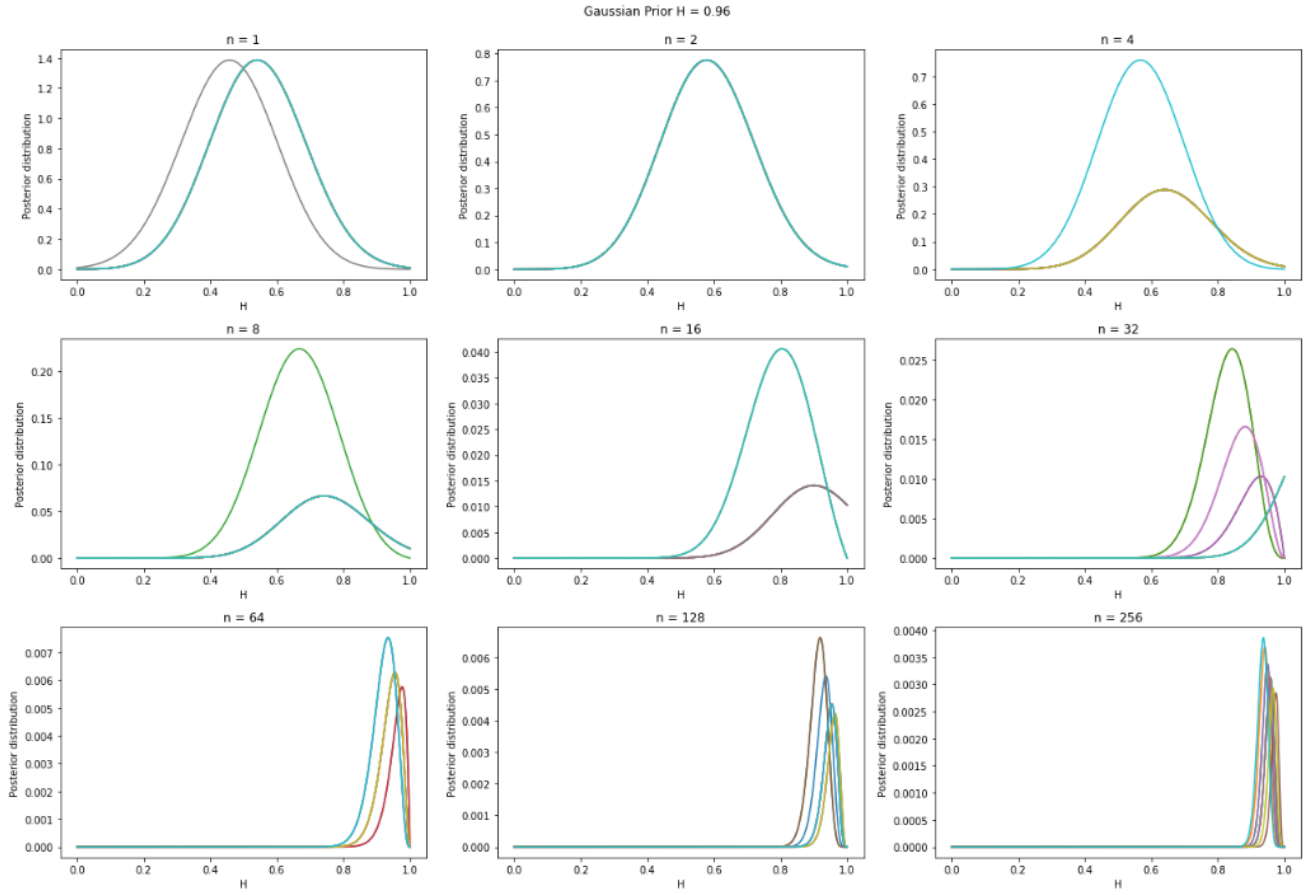 Gaussian Prior H = 0.96
n = 1
Posterior distribution
1.4
1.2
1.0
0.8
0.6
0.4
0.2
0.0
0.0 0.2 0.4 0.6 0.8 1.0
H
n = 2
Posterior distribution
0.8
0.7
0.6
0.5
0.4
0.3
0.2
0.1
0.0
0.0 0.2 0.4 0.6 0.8 1.0
H
n = 4
Posterior distribution
0.7
0.6
0.5
0.4
0.3
0.2
0.1
0.0
0.0 0.2 0.4 0.6 0.8 1.0
H
n = 8
Posterior distribution
0.20
0.15
0.10
0.05
0.00
0.0 0.2 0.4 0.6 0.8 1.0
H
n = 16
Posterior distribution
0.040
0.035
0.030
0.025
0.020
0.015
0.010
0.005
0.000
0.0 0.2 0.4 0.6 0.8 1.0
H
n = 32
Posterior distribution
0.025
0.020
0.015
0.010
0.005
0.000
0.0 0.2 0.4 0.6 0.8 1.0
H
n = 64
Posterior distribution
0.007
0.006
0.005
0.004
0.003
0.002
0.001
0.000
0.0 0.2 0.4 0.6 0.8 1.0
H
n = 128
Posterior distribution
0.006
0.005
0.004
0.003
0.002
0.001
0.000
0.0 0.2 0.4 0.6 0.8 1.0
H
n = 256
Posterior distribution
0.0040
0.0035
0.0030
0.0025
0.0020
0.0015
0.0010
0.0005
0.0000
0.0 0.2 0.4 0.6 0.8 1.0
H